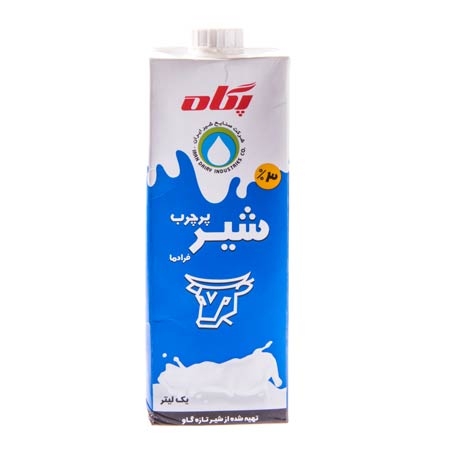 پگاه
شرکت صنایع شیر ایران
IRAN DAIRY INDUSTRIES CO.
%۳
پرچرب
شیر
فرادما
یک لیتر
تهیه شده از شیر تازه گاو